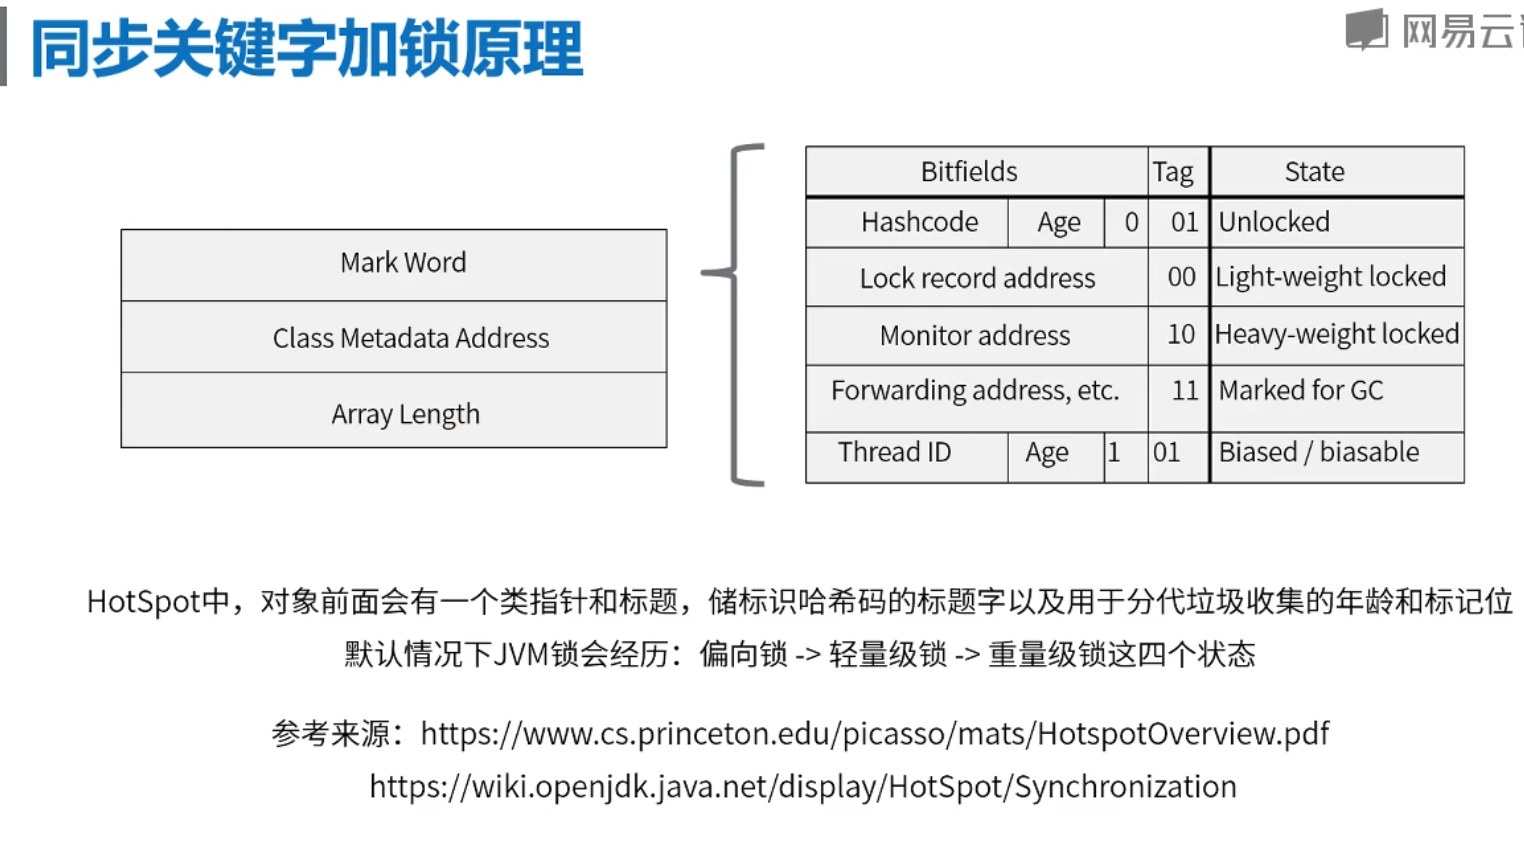 同步关键字加锁原理
网易云
Mark Word
Class Metadata Address
Array Length
Bitfields Tag State
Hashcode Age 0 01 Unlocked
Lock record address 00 Light-weight locked
Monitor address 10 Heavy-weight locked
Forwarding address, etc. 11 Marked for GC
Thread ID Age 1 01 Biased / biasable
HotSpot中，对象前面会有一个类指针和标题，储标识哈希码的标题字以及用于分代垃圾收集的年龄和标记位
默认情况下JVM锁会经历：偏向锁 -> 轻量级锁 -> 重量级锁这四个状态
参考来源：https://www.cs.princeton.edu/picasso/mats/HotspotOverview.pdf
https://wiki.openjdk.java.net/display/HotSpot/Synchronization